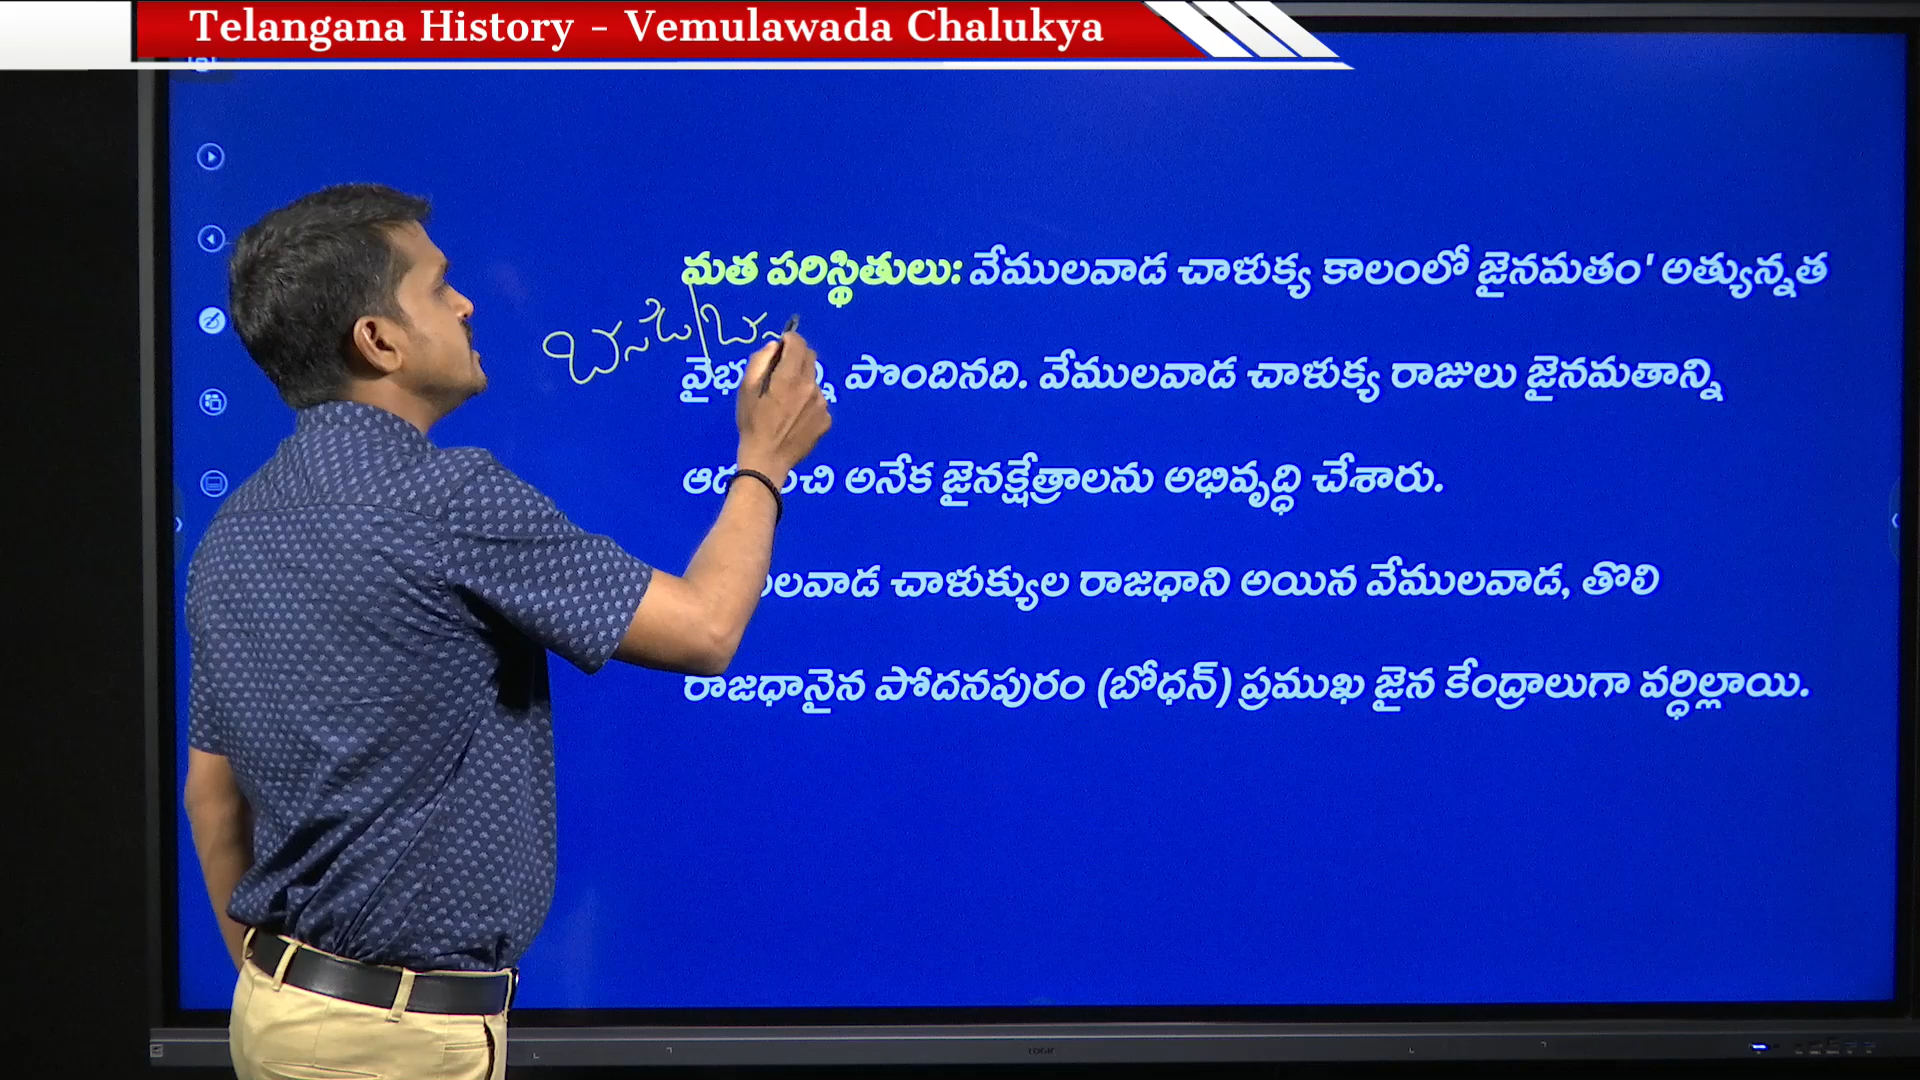 Telangana History - Vemulawada Chalukya
మత పరిస్థితులు: వేములవాడ చాళుక్య కాలంలో జైనమతం' అత్యున్నత
పొందినది. వేములవాడ చాళుక్య రాజులు జైనమతాన్ని
అనేక జైనక్షేత్రాలను అభివృద్ధి చేశారు.
చాళుక్యుల రాజధాని అయిన వేములవాడ, తొలి
రాజధానైన పోదనపురం (బోధన్) ప్రముఖ జైన కేంద్రాలుగా వర్ధిల్లాయి.